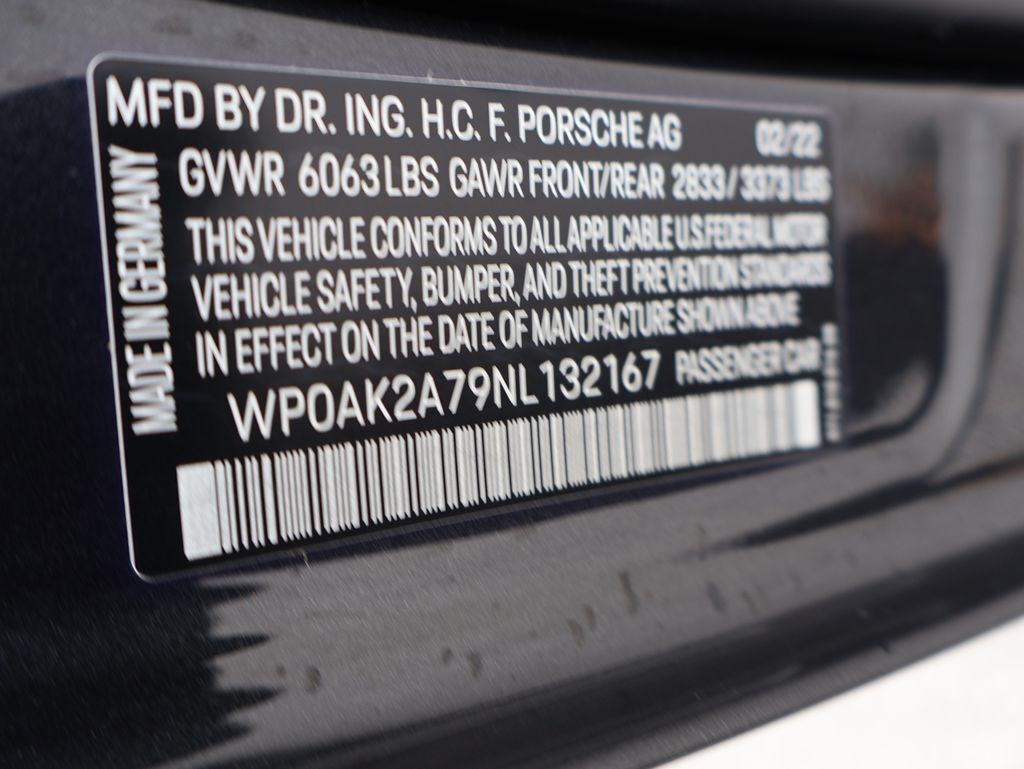 MFD BY DR. ING. H.C. F. PORSCHE AG 02/22
GVWR 6063 LBS GAWR FRONT/REAR 2833 / 3373 LBS
THIS VEHICLE CONFORMS TO ALL APPLICABLE U.S. FEDERAL MOTOR
VEHICLE SAFETY, BUMPER, AND THEFT PREVENTION STANDARDS
IN EFFECT ON THE DATE OF MANUFACTURE SHOWN ABOVE
WP0AK2A79NL132167 PASSENGER CAR
MADE IN GERMANY